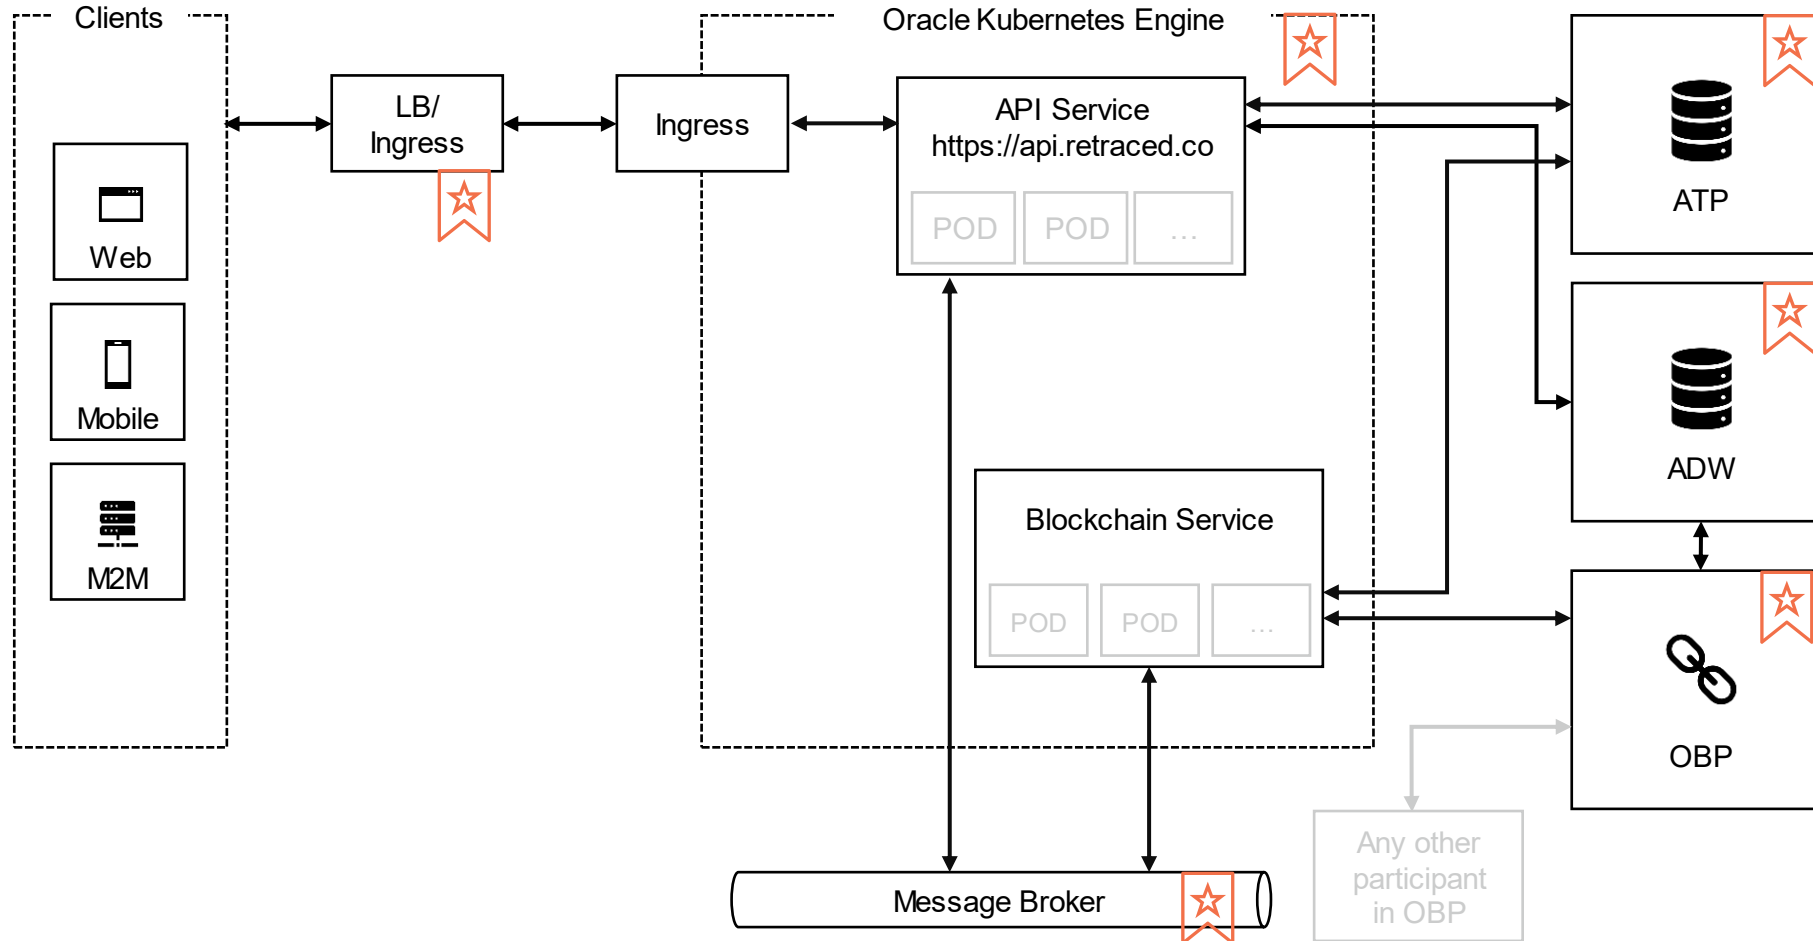 Clients
Oracle Kubernetes Engine
LB/
Ingress
Ingress
API Service
https://api.retraced.co
POD
POD
...
ATP
Web
Mobile
M2M
ADW
Blockchain Service
POD
POD
...
OBP
Any other
participant
in OBP
Message Broker